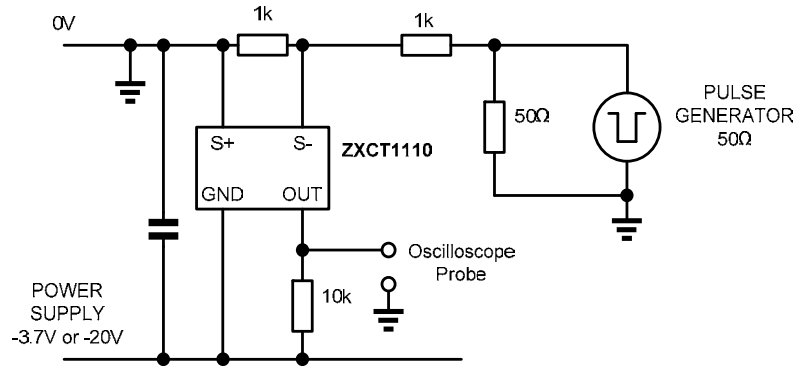 0V
1k
1k
S+
S-
ZXCT1110
GND
OUT
50Ω
PULSE
GENERATOR
50Ω
Oscilloscope
Probe
10k
POWER
SUPPLY
-3.7V or -20V